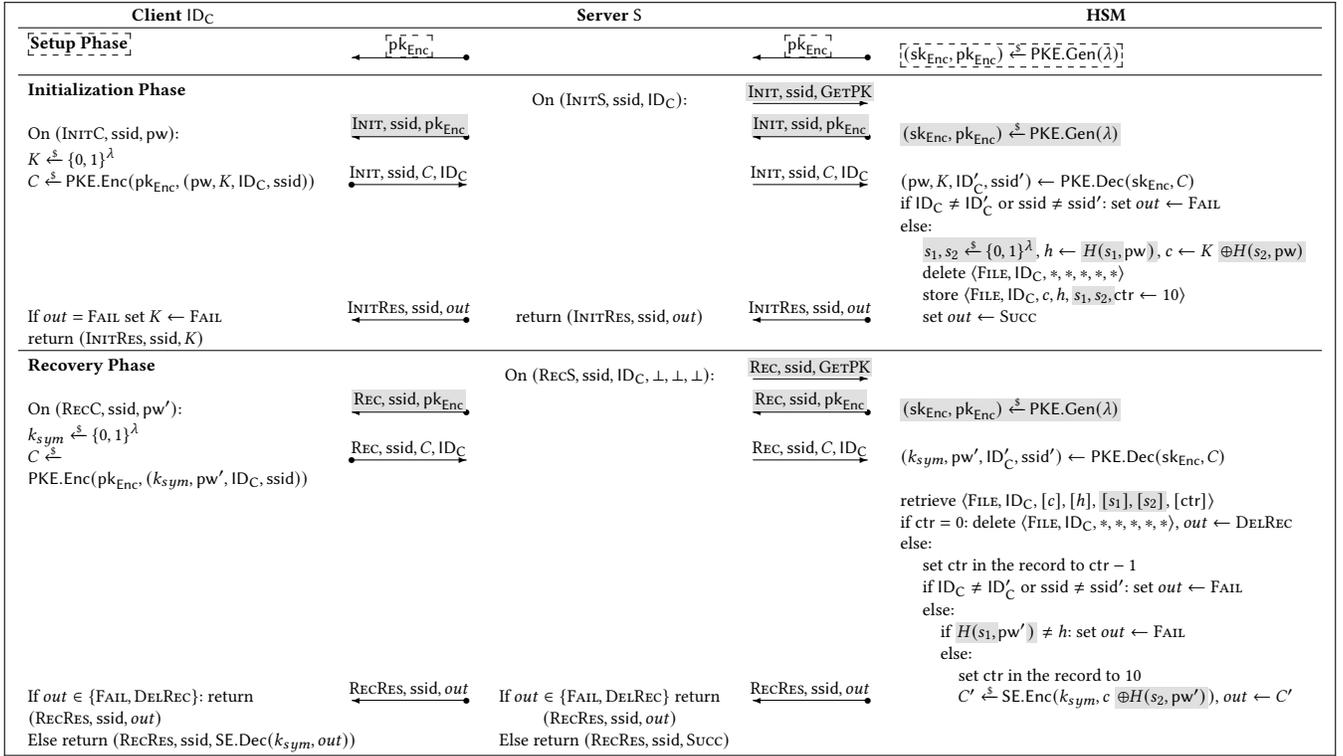 Client ID_C Server S HSM
Setup Phase pk_Enc pk_Enc (sk_Enc, pk_Enc) ←$ PKE.Gen(λ)
Initialization Phase
On (InitS, ssid, ID_C): Init, ssid, GetPK
On (InitC, ssid, pw): Init, ssid, pk_Enc Init, ssid, pk_Enc (sk_Enc, pk_Enc) ←$ PKE.Gen(λ)
K ←$ {0, 1}^λ
C ←$ PKE.Enc(pk_Enc, (pw, K, ID_C, ssid)) Init, ssid, C, ID_C Init, ssid, C, ID_C (pw, K, ID′_C, ssid′) ← PKE.Dec(sk_Enc, C)
if ID_C ≠ ID′_C or ssid ≠ ssid′: set out ← Fail
else:
s₁, s₂ ←$ {0, 1}^λ, h ← H(s₁, pw), c ← K ⊕H(s₂, pw)
delete ⟨File, ID_C, *, *, *, *, *⟩
store ⟨File, ID_C, c, h, s₁, s₂, ctr ← 10⟩
If out = Fail set K ← Fail InitRes, ssid, out return (InitRes, ssid, out) InitRes, ssid, out set out ← Succ
return (InitRes, ssid, K)
Recovery Phase
On (RecS, ssid, ID_C, ⊥, ⊥, ⊥): Rec, ssid, GetPK
On (RecC, ssid, pw′): Rec, ssid, pk_Enc Rec, ssid, pk_Enc (sk_Enc, pk_Enc) ←$ PKE.Gen(λ)
k_sym ←$ {0, 1}^λ
C ←$ Rec, ssid, C, ID_C Rec, ssid, C, ID_C (k_sym, pw′, ID′_C, ssid′) ← PKE.Dec(sk_Enc, C)
PKE.Enc(pk_Enc, (k_sym, pw′, ID_C, ssid))
retrieve ⟨File, ID_C, [c], [h], [s₁], [s₂], [ctr]⟩
if ctr = 0: delete ⟨File, ID_C, *, *, *, *, *⟩, out ← DelRec
else:
set ctr in the record to ctr − 1
if ID_C ≠ ID′_C or ssid ≠ ssid′: set out ← Fail
else:
if H(s₁, pw′) ≠ h: set out ← Fail
else:
set ctr in the record to 10
If out ∈ {Fail, DelRec}: return RecRes, ssid, out If out ∈ {Fail, DelRec} return RecRes, ssid, out C′ ←$ SE.Enc(k_sym, c ⊕H(s₂, pw′)), out ← C′
(RecRes, ssid, out) (RecRes, ssid, out)
Else return (RecRes, ssid, SE.Dec(k_sym, out)) Else return (RecRes, ssid, Succ)